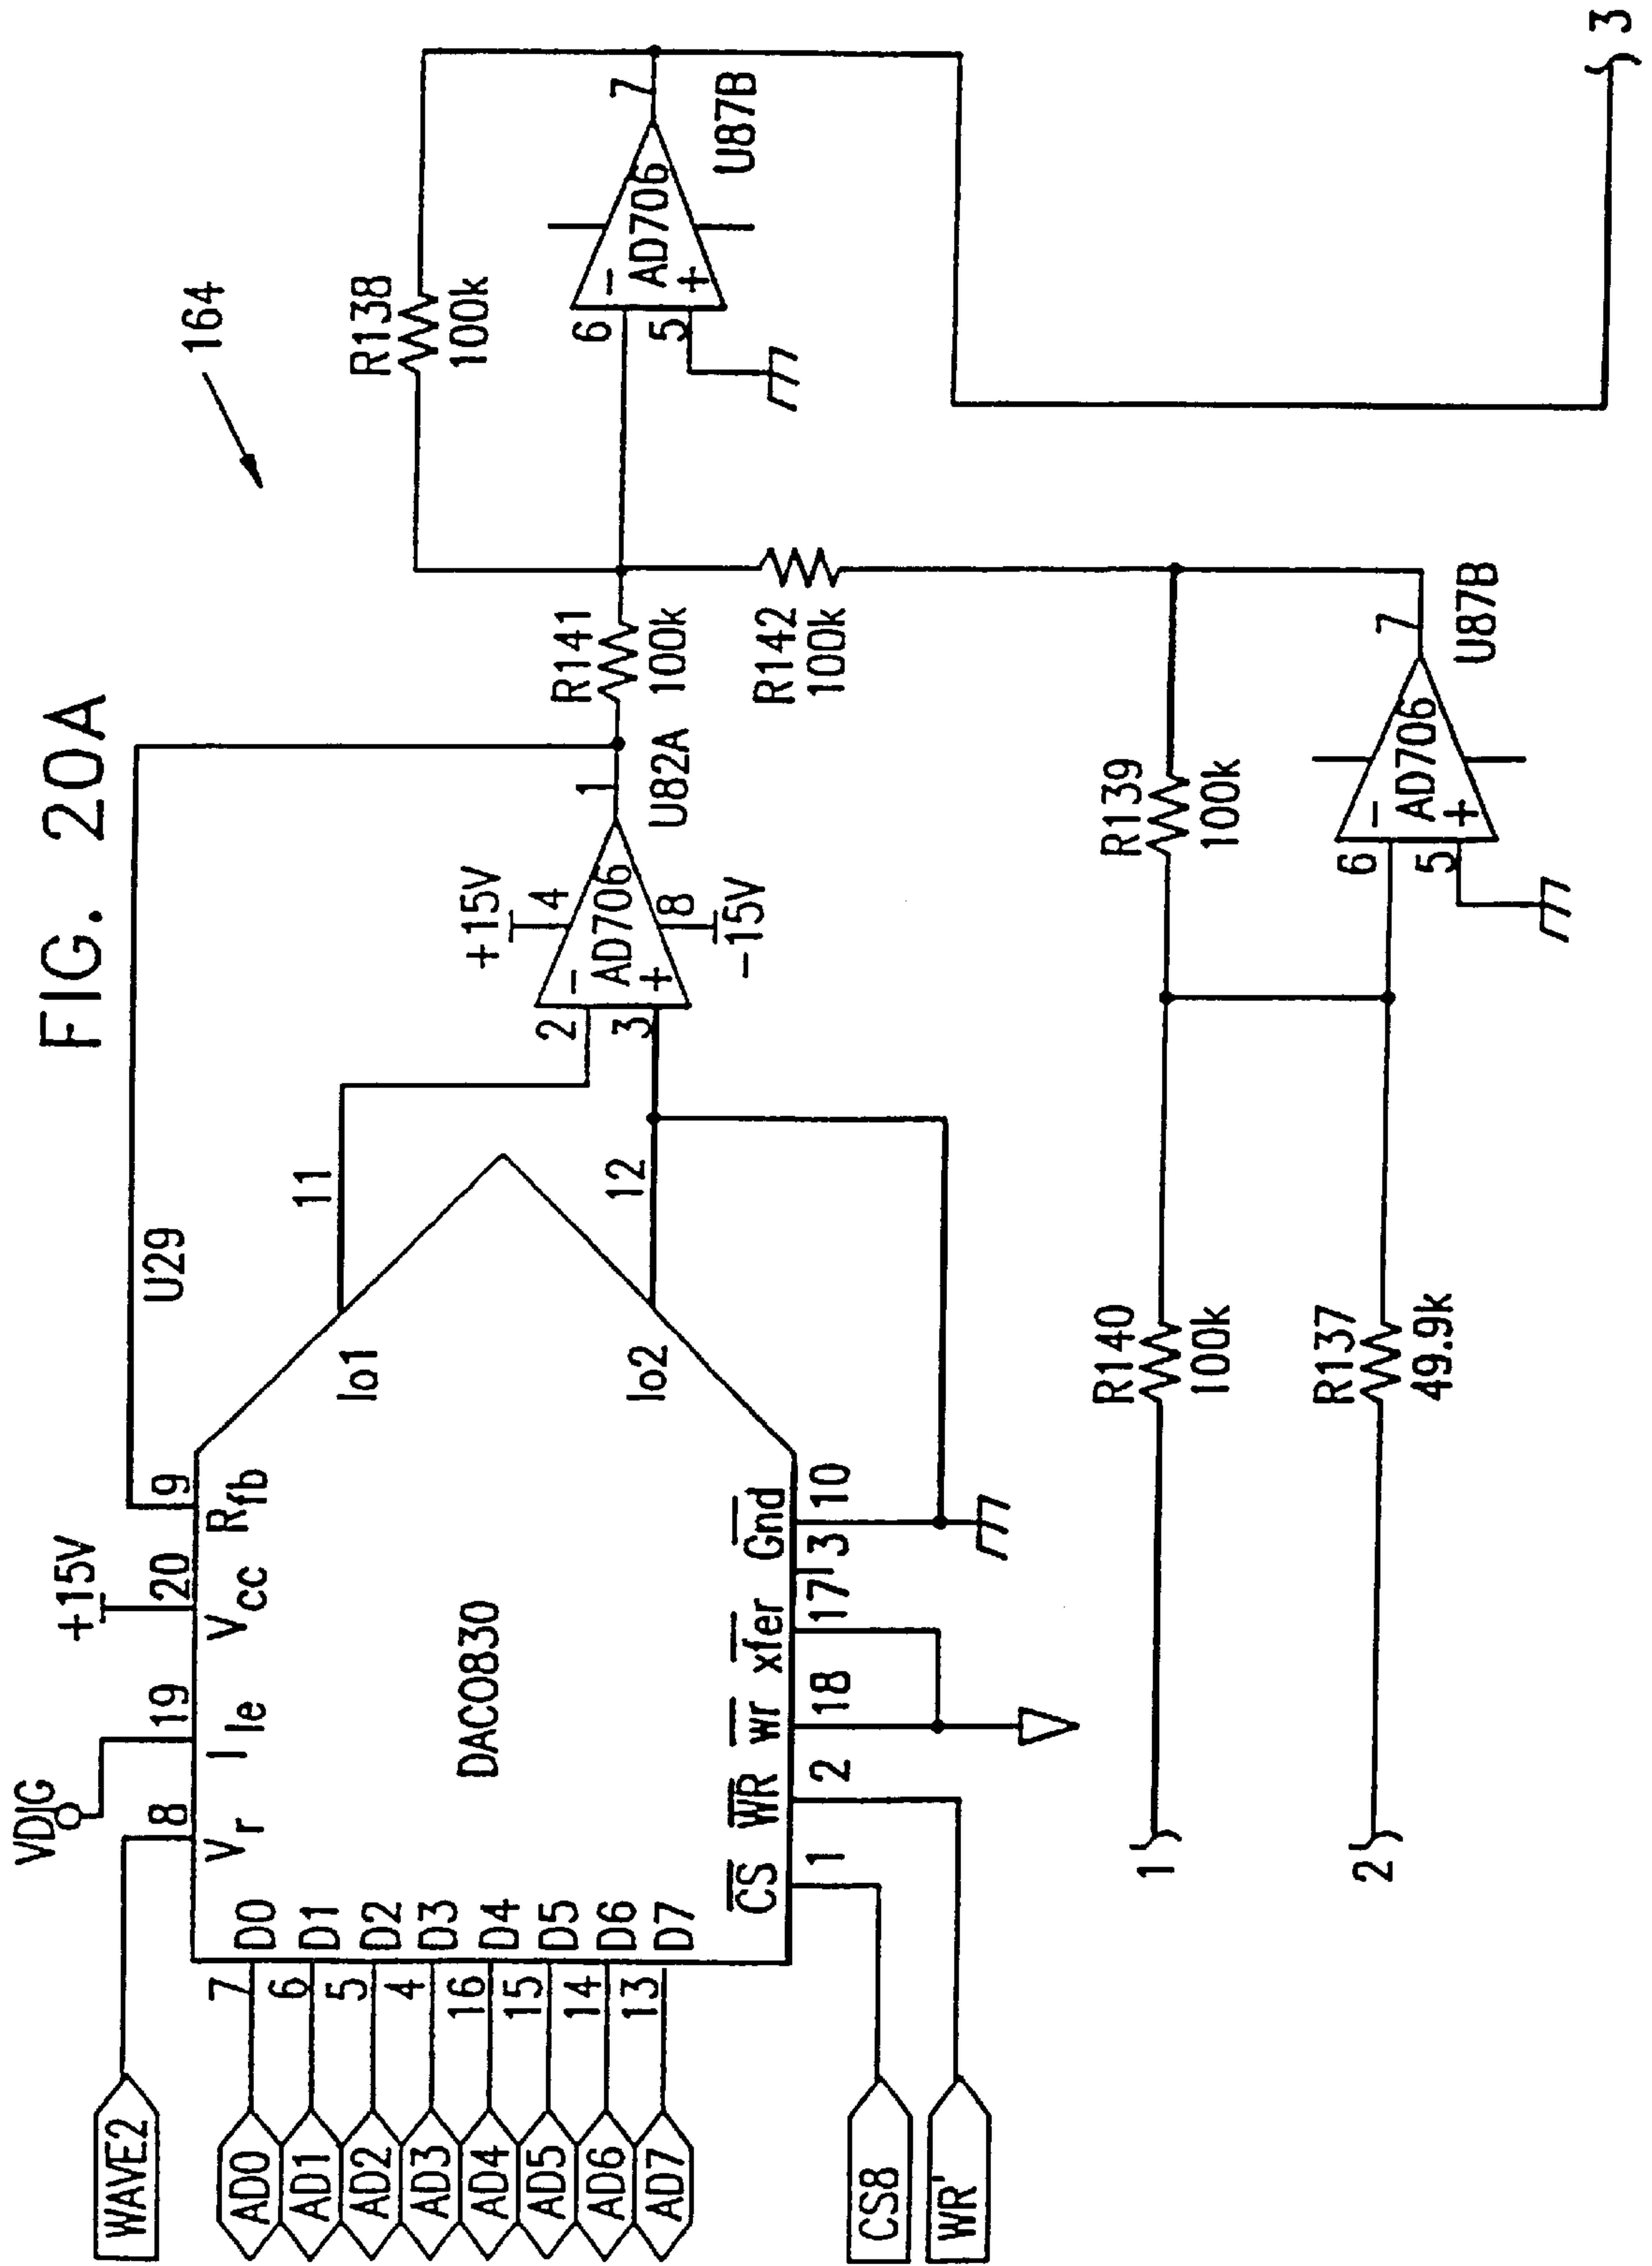 FIG. 20A
164
WAVE2
AD0
AD1
AD2
AD3
AD4
AD5
AD6
AD7
CS8
WR'
7
6
5
4
16
15
14
13
D0
D1
D2
D3
D4
D5
D6
D7
VDIG
+15V
8
19
20
9
Vr
Ile
Vcc
Rfb
U29
DAC0830
Io1
Io2
11
12
CS
WR
wr
xfer
Gnd
1
2
18
17
3
10
+15V
4
2
3
−
+
AD706
1
8
−15V
U82A
R141
100k
R138
100k
6
5
−
+
AD706
7
U87B
R142
100k
1
R140
100k
R139
100k
2
R137
49.9k
6
5
−
+
AD706
7
U87B
3